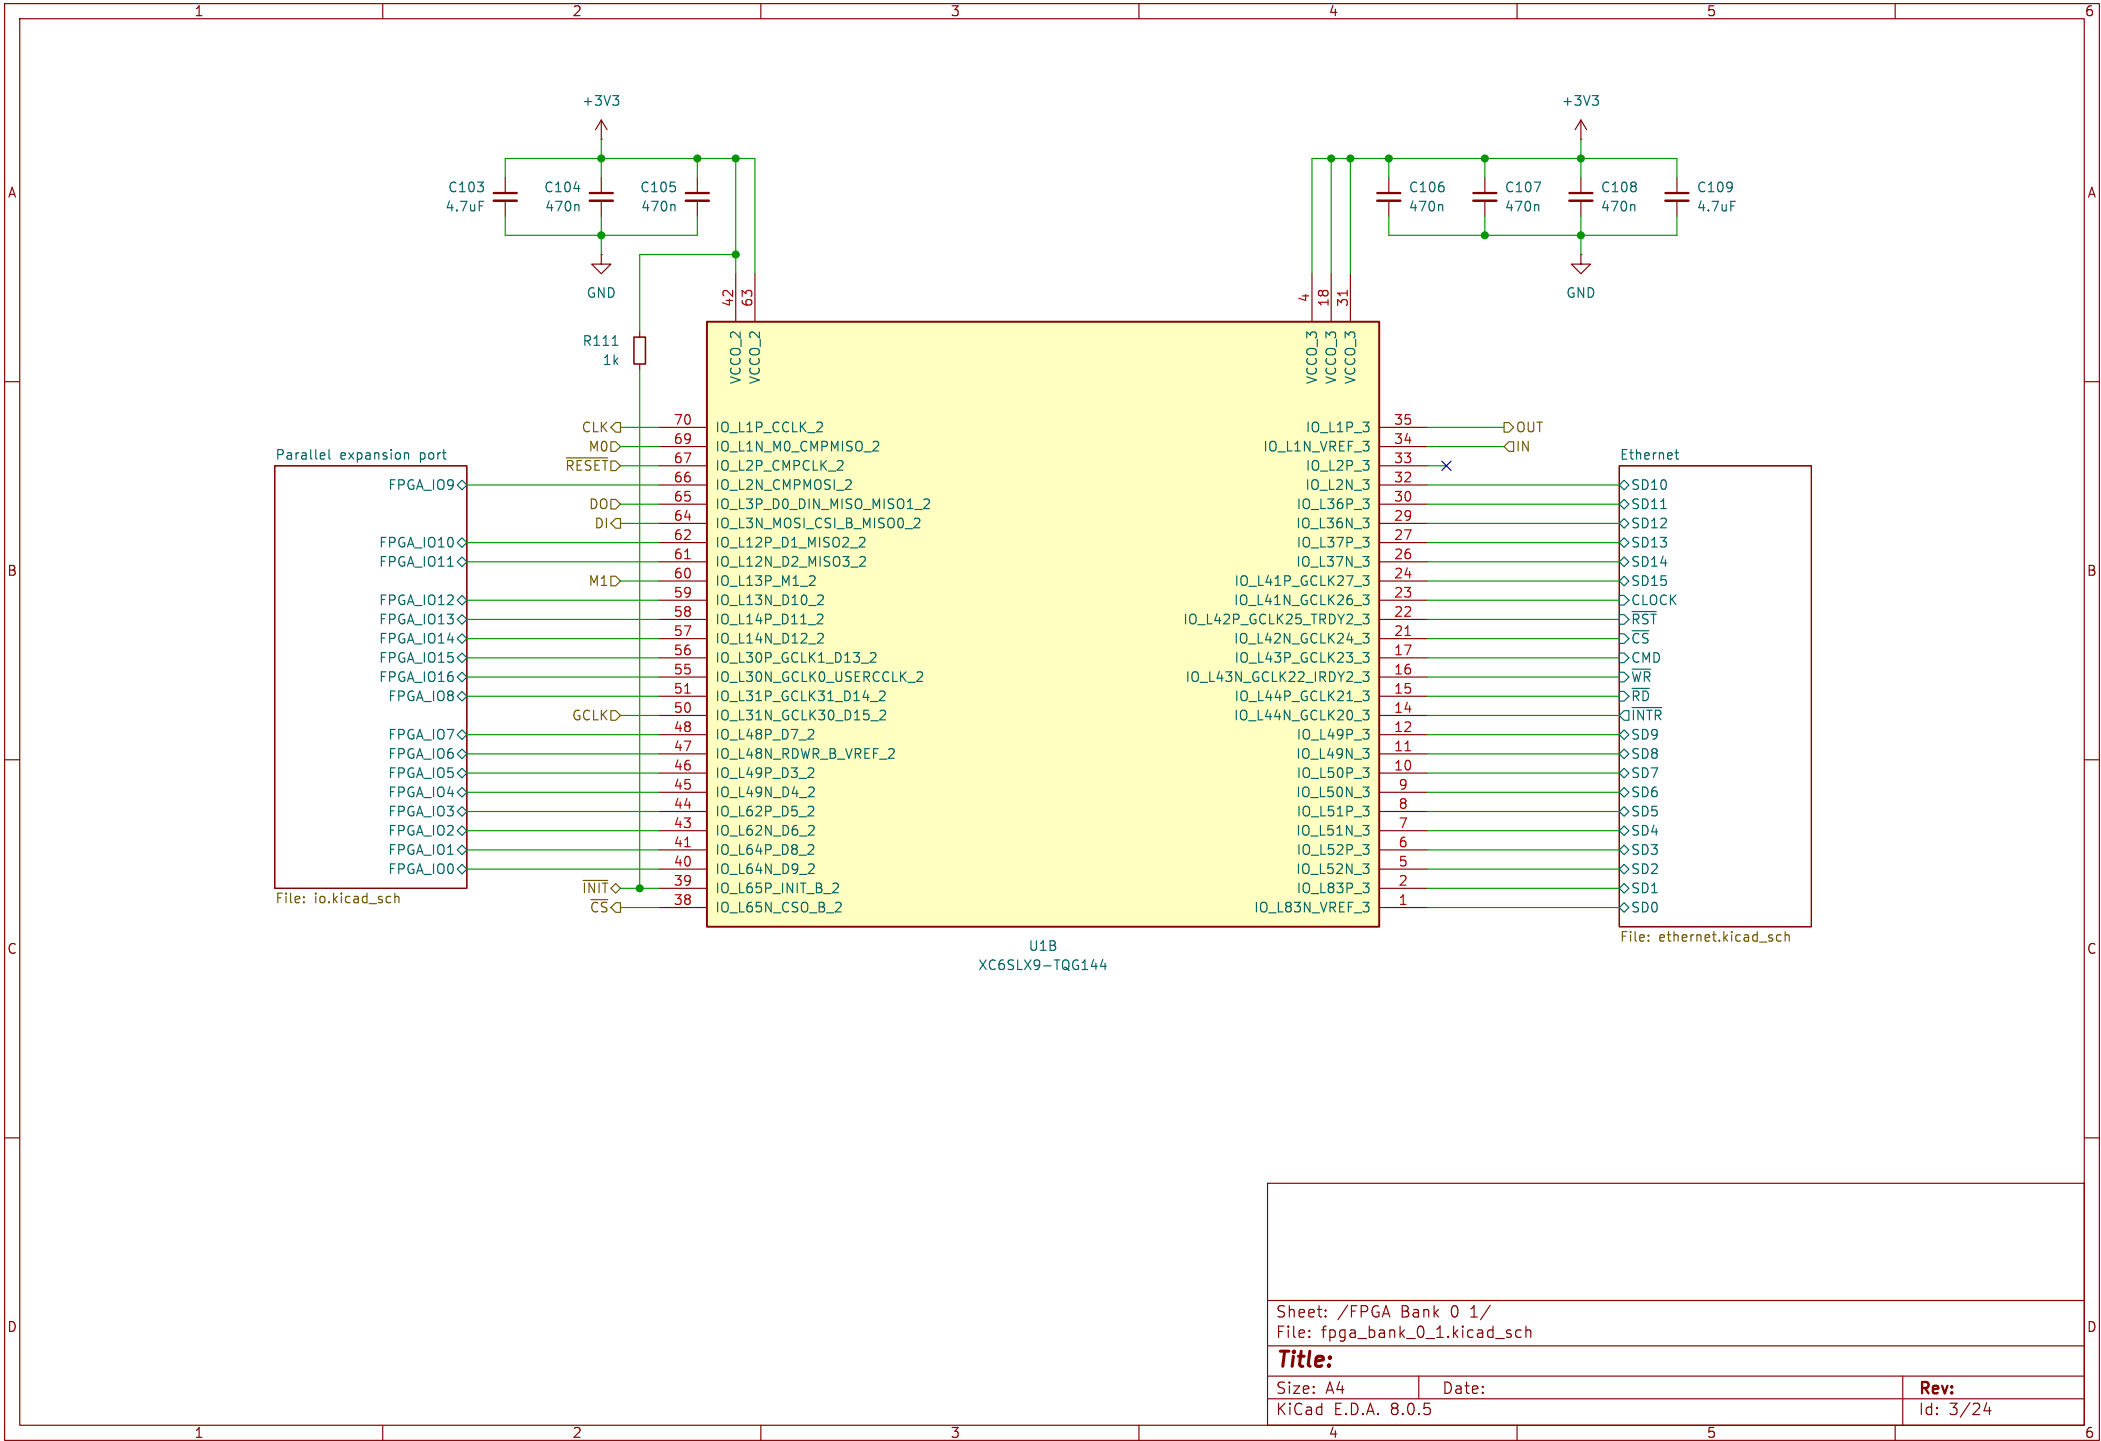 1 2 3 4 5 6
+3V3 +3V3
A A
C103 C104 C105 C106 C107 C108 C109
4.7uF 470n 470n 470n 470n 470n 4.7uF
GND GND
42 63 4 18 31
VCCO_2 VCCO_2 VCCO_3 VCCO_3 VCCO_3
R111
1k
CLK 70 IO_L1P_CCLK_2 IO_L1P_3 35 OUT
M0 69 IO_L1N_M0_CMPMISO_2 IO_L1N_VREF_3 34 IN
Parallel expansion port Ethernet
RESET 67 IO_L2P_CMPCLK_2 IO_L2P_3 33
FPGA_IO9 66 IO_L2N_CMPMOSI_2 IO_L2N_3 32 SD10
DO 65 IO_L3P_D0_DIN_MISO_MISO1_2 IO_L36P_3 30 SD11
DI 64 IO_L3N_MOSI_CSI_B_MISO0_2 IO_L36N_3 29 SD12
FPGA_IO10 62 IO_L12P_D1_MISO2_2 IO_L37P_3 27 SD13
FPGA_IO11 61 IO_L12N_D2_MISO3_2 IO_L37N_3 26 SD14
B B
M1 60 IO_L13P_M1_2 IO_L41P_GCLK27_3 24 SD15
FPGA_IO12 59 IO_L13N_D10_2 IO_L41N_GCLK26_3 23 CLOCK
FPGA_IO13 58 IO_L14P_D11_2 IO_L42P_GCLK25_TRDY2_3 22 RST
FPGA_IO14 57 IO_L14N_D12_2 IO_L42N_GCLK24_3 21 CS
FPGA_IO15 56 IO_L30P_GCLK1_D13_2 IO_L43P_GCLK23_3 17 CMD
FPGA_IO16 55 IO_L30N_GCLK0_USERCCLK_2 IO_L43N_GCLK22_IRDY2_3 16 WR
FPGA_IO8 51 IO_L31P_GCLK31_D14_2 IO_L44P_GCLK21_3 15 RD
GCLK 50 IO_L31N_GCLK30_D15_2 IO_L44N_GCLK20_3 14 INTR
FPGA_IO7 48 IO_L48P_D7_2 IO_L49P_3 12 SD9
FPGA_IO6 47 IO_L48N_RDWR_B_VREF_2 IO_L49N_3 11 SD8
FPGA_IO5 46 IO_L49P_D3_2 IO_L50P_3 10 SD7
FPGA_IO4 45 IO_L49N_D4_2 IO_L50N_3 9 SD6
FPGA_IO3 44 IO_L62P_D5_2 IO_L51P_3 8 SD5
FPGA_IO2 43 IO_L62N_D6_2 IO_L51N_3 7 SD4
FPGA_IO1 41 IO_L64P_D8_2 IO_L52P_3 6 SD3
FPGA_IO0 40 IO_L64N_D9_2 IO_L52N_3 5 SD2
INIT 39 IO_L65P_INIT_B_2 IO_L83P_3 2 SD1
File: io.kicad_sch
CS 38 IO_L65N_CSO_B_2 IO_L83N_VREF_3 1 SD0
File: ethernet.kicad_sch
C C
U1B
XC6SLX9-TQG144
Sheet: /FPGA Bank 0 1/
D D
File: fpga_bank_0_1.kicad_sch
Title:
Size: A4 Date: Rev:
KiCad E.D.A. 8.0.5 Id: 3/24
1 2 3 4 5 6